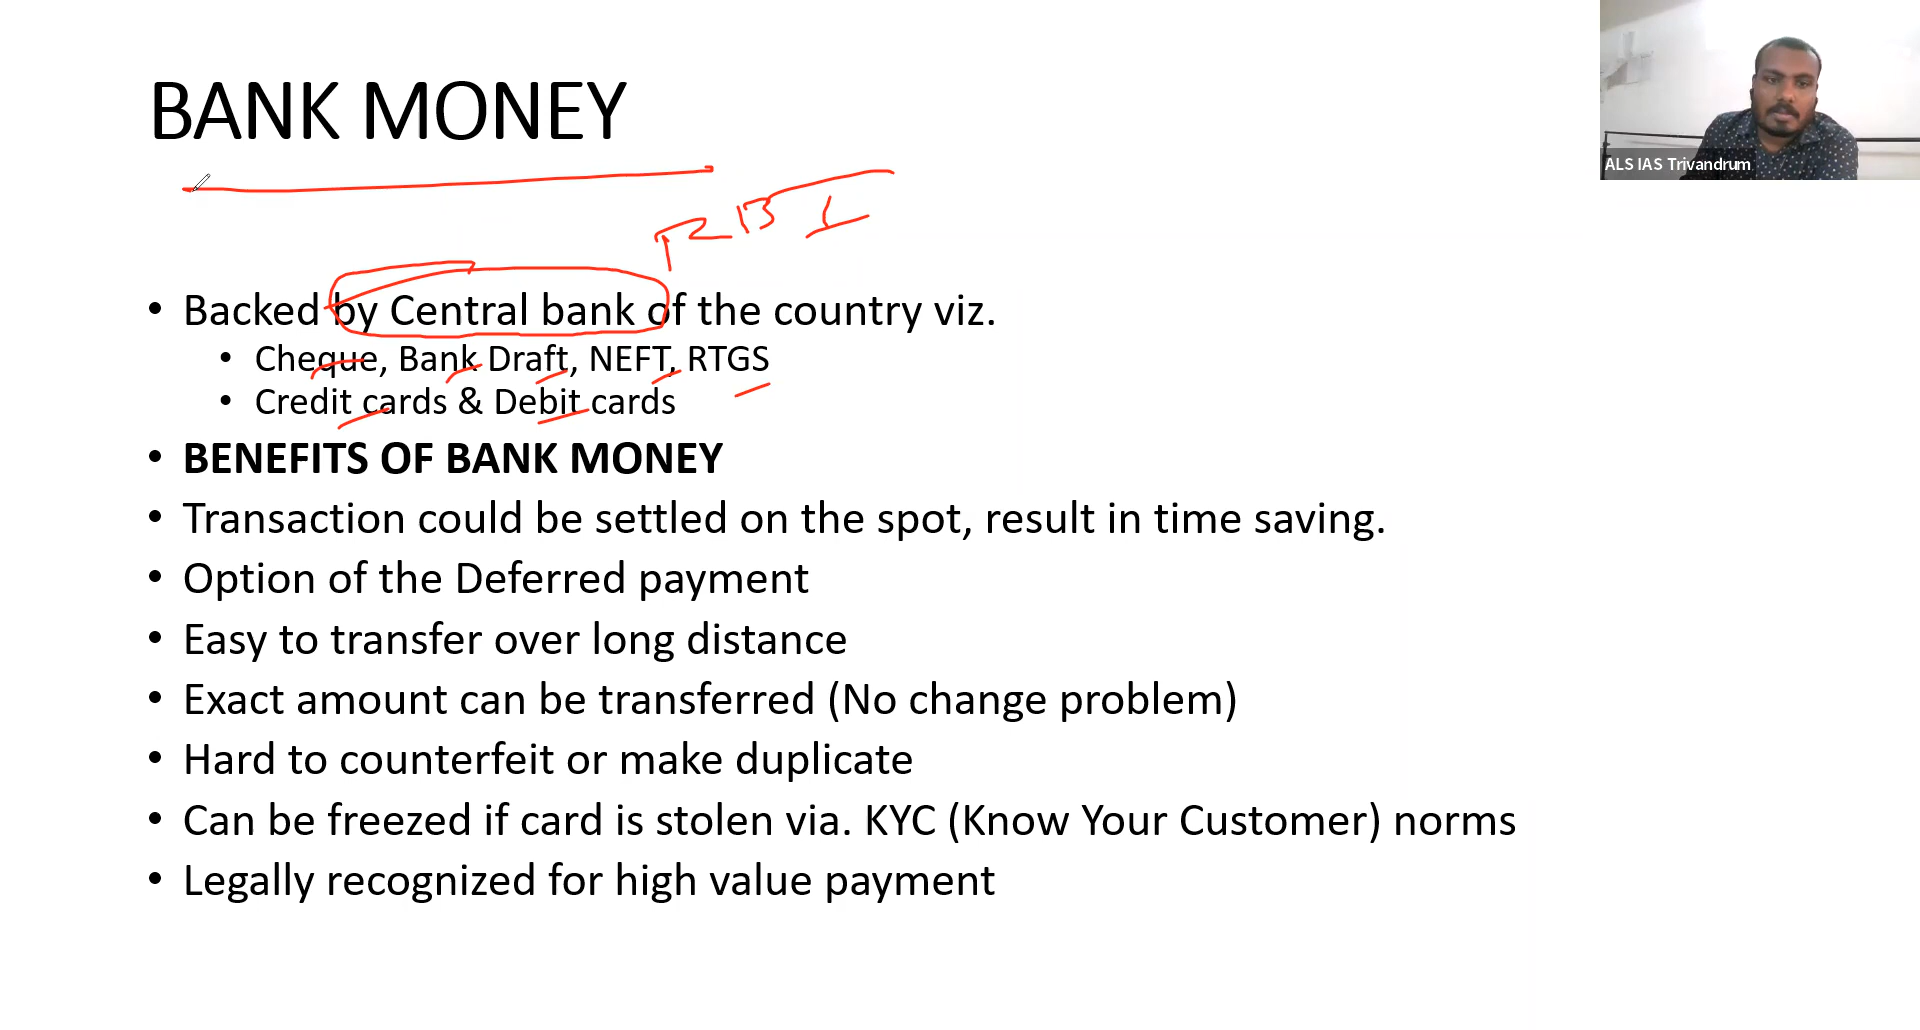 BANK MONEY
ALS IAS Trivandrum
RBI
• Backed by Central bank of the country viz.
• Cheque, Bank Draft, NEFT, RTGS
• Credit cards & Debit cards
• BENEFITS OF BANK MONEY
• Transaction could be settled on the spot, result in time saving.
• Option of the Deferred payment
• Easy to transfer over long distance
• Exact amount can be transferred (No change problem)
• Hard to counterfeit or make duplicate
• Can be freezed if card is stolen via. KYC (Know Your Customer) norms
• Legally recognized for high value payment